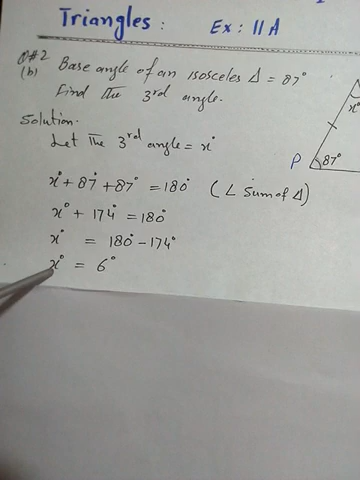 Triangles: Ex: 11A
Q#2
(b) Base angle of an isosceles Δ = 87°
Find the 3rd angle.
Solution.
Let the 3rd angle = x°
x° + 87° + 87° = 180° (∠ Sum of Δ)
x° + 174° = 180°
x° = 180° - 174°
x° = 6°
x°
P 87°